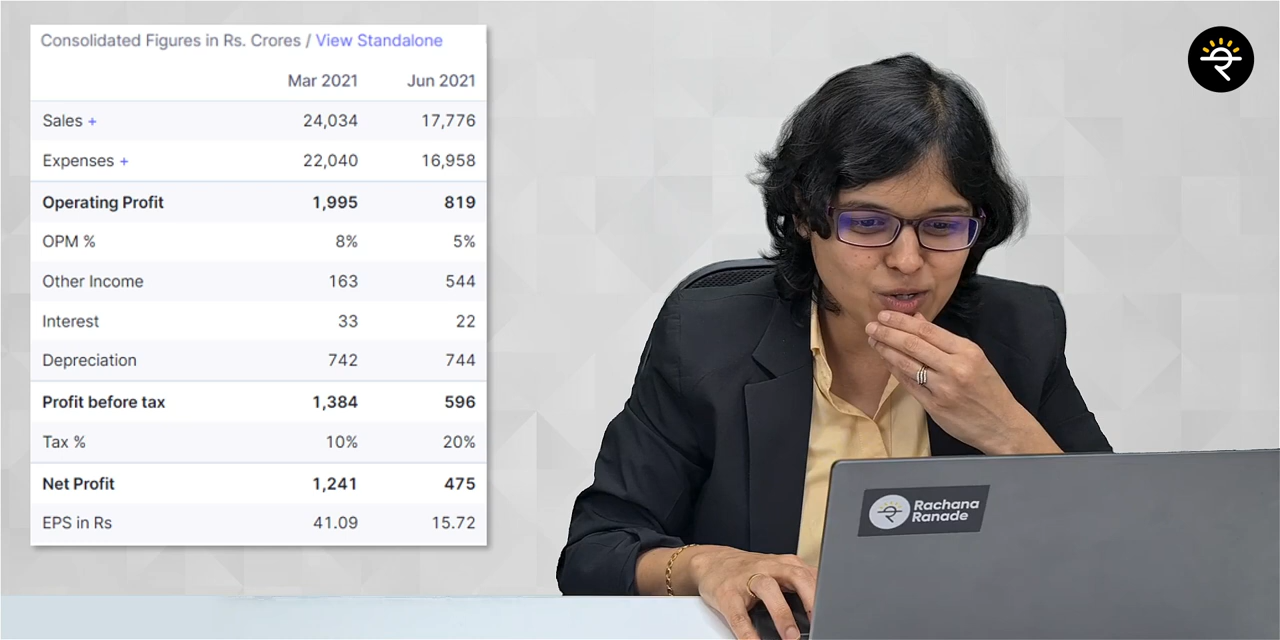 Consolidated Figures in Rs. Crores / View Standalone
Mar 2021 Jun 2021
Sales + 24,034 17,776
Expenses + 22,040 16,958
Operating Profit 1,995 819
OPM % 8% 5%
Other Income 163 544
Interest 33 22
Depreciation 742 744
Profit before tax 1,384 596
Tax % 10% 20%
Net Profit 1,241 475
EPS in Rs 41.09 15.72
Rachana
Ranade